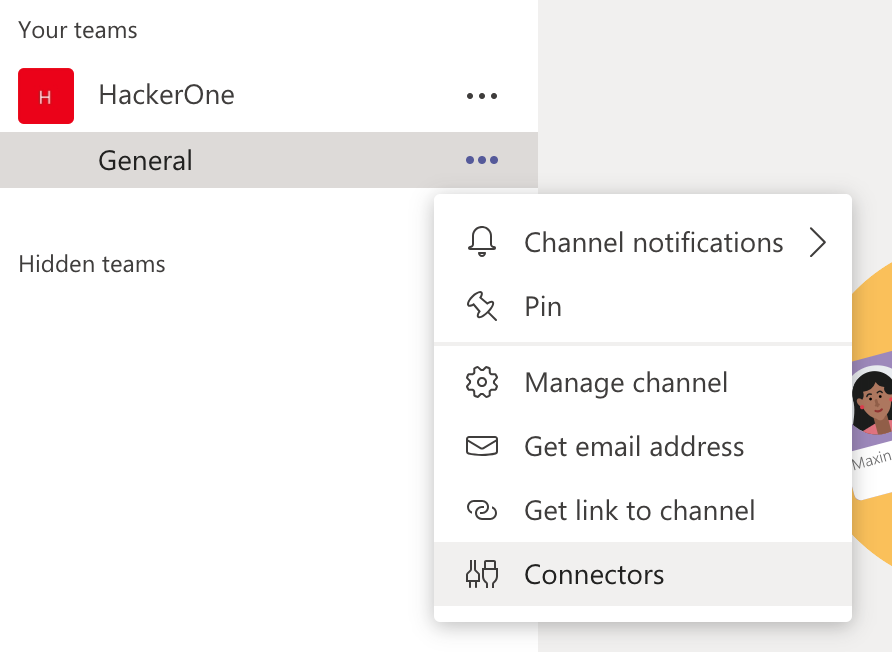 Your teams
H
HackerOne
General
Hidden teams
Channel notifications
Pin
Manage channel
Get email address
Get link to channel
Connectors
Maxin